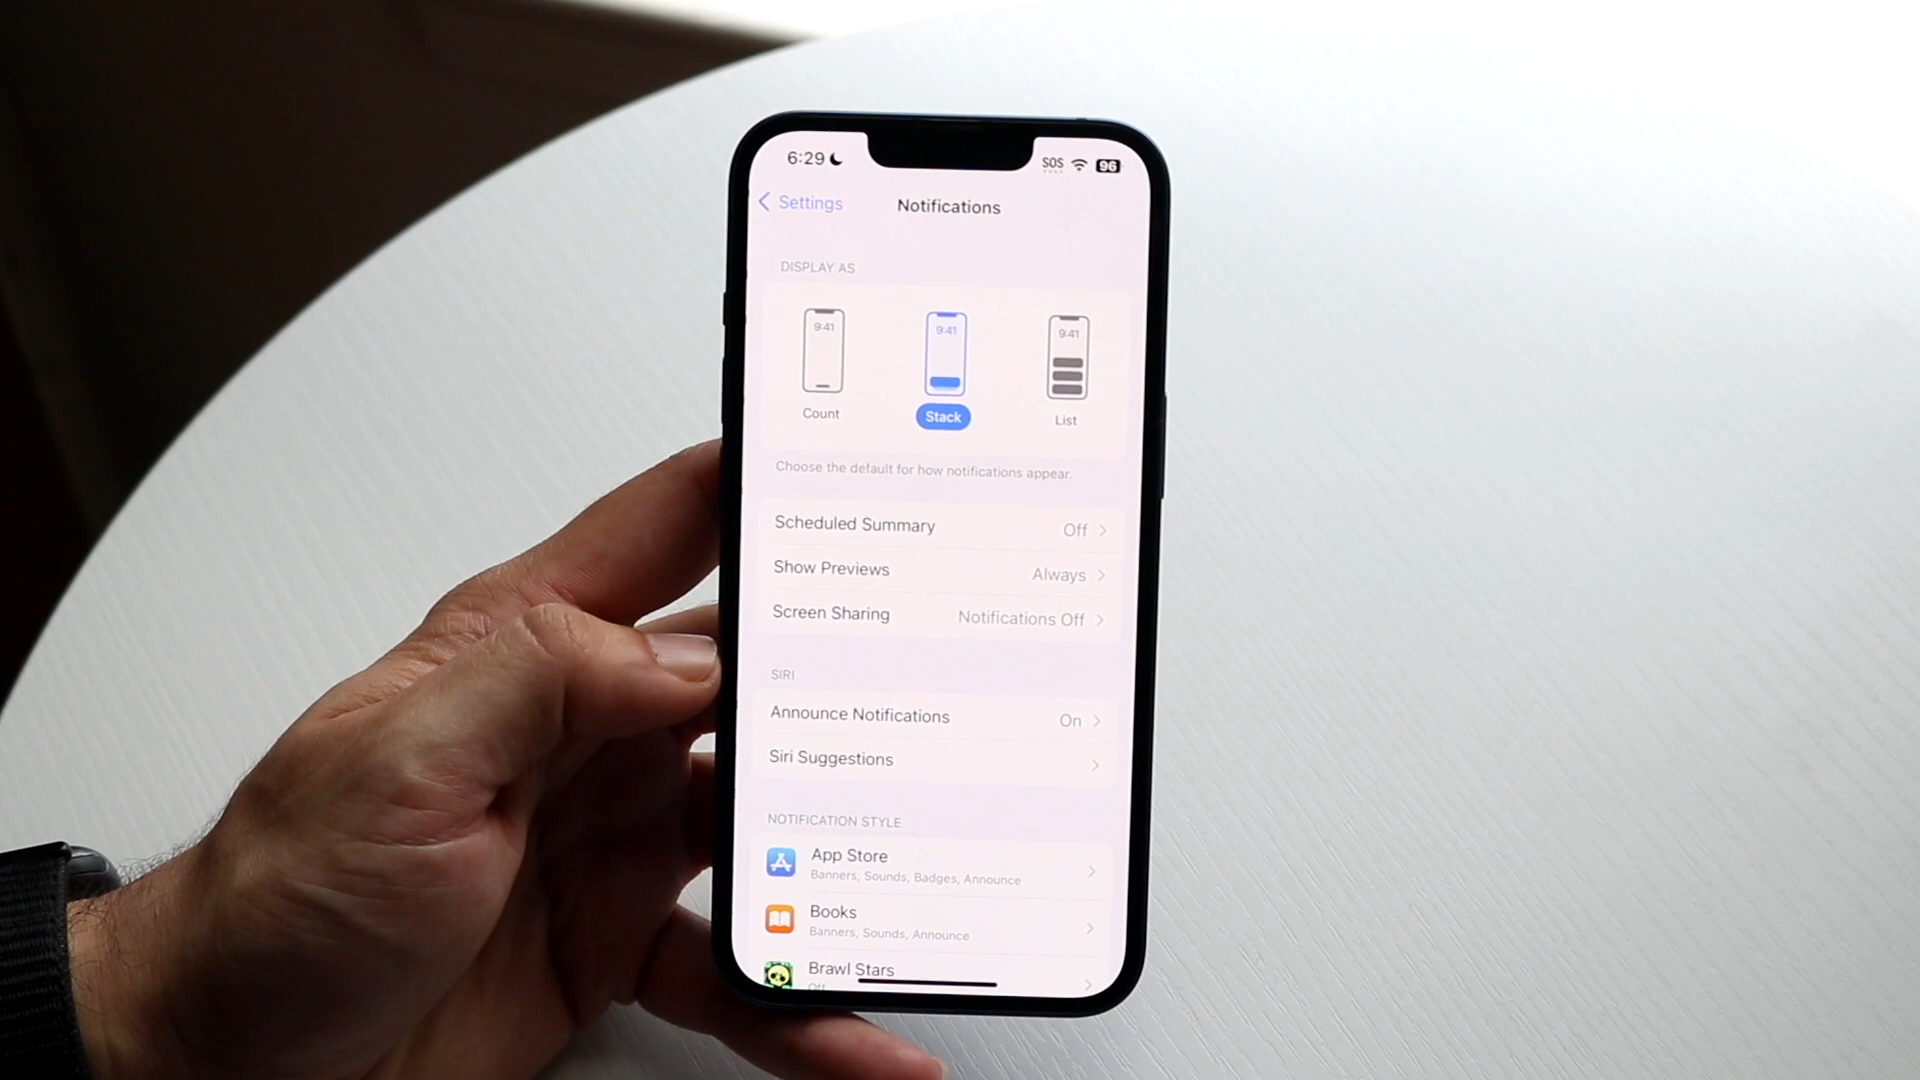 6:29 SOS 96
Settings Notifications
DISPLAY AS
9:41 9:41 9:41
Count Stack List
Choose the default for how notifications appear.
Scheduled Summary Off
Show Previews Always
Screen Sharing Notifications Off
SIRI
Announce Notifications On
Siri Suggestions
NOTIFICATION STYLE
App Store
Banners, Sounds, Badges, Announce
Books
Banners, Sounds, Announce
Brawl Stars
Off